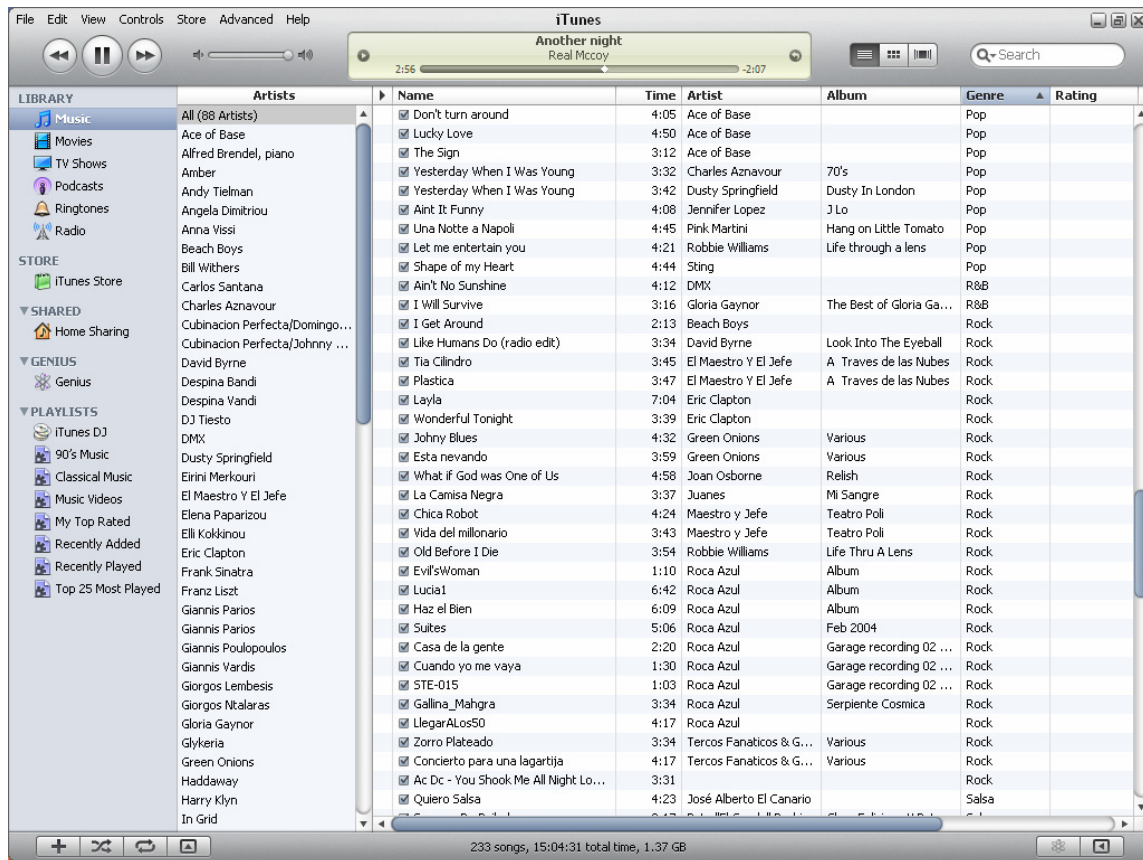 File Edit View Controls Store Advanced Help
iTunes
Another night
Real Mccoy
2:56 -2:07
Search
LIBRARY
Music
Movies
TV Shows
Podcasts
Ringtones
Radio
STORE
iTunes Store
SHARED
Home Sharing
GENIUS
Genius
PLAYLISTS
iTunes DJ
90's Music
Classical Music
Music Videos
My Top Rated
Recently Added
Recently Played
Top 25 Most Played
Artists
All (88 Artists)
Ace of Base
Alfred Brendel, piano
Amber
Andy Tielman
Angela Dimitriou
Anna Vissi
Beach Boys
Bill Withers
Carlos Santana
Charles Aznavour
Cubinacion Perfecta/Domingo...
Cubinacion Perfecta/Johnny ...
David Byrne
Despina Bandi
Despina Vandi
DJ Tiesto
DMX
Dusty Springfield
Eirini Merkouri
El Maestro Y El Jefe
Elena Paparizou
Elli Kokkinou
Eric Clapton
Frank Sinatra
Franz Liszt
Giannis Parios
Giannis Parios
Giannis Poulopoulos
Giannis Vardis
Giorgos Lembesis
Giorgos Ntalaras
Gloria Gaynor
Glykeria
Green Onions
Haddaway
Harry Klyn
In Grid
Name Time Artist Album Genre Rating
Don't turn around 4:05 Ace of Base Pop
Lucky Love 4:50 Ace of Base Pop
The Sign 3:12 Ace of Base Pop
Yesterday When I Was Young 3:32 Charles Aznavour 70's Pop
Yesterday When I Was Young 3:42 Dusty Springfield Dusty In London Pop
Aint It Funny 4:08 Jennifer Lopez J Lo Pop
Una Notte a Napoli 4:45 Pink Martini Hang on Little Tomato Pop
Let me entertain you 4:21 Robbie Williams Life through a lens Pop
Shape of my Heart 4:44 Sting Pop
Ain't No Sunshine 4:12 DMX R&B
I Will Survive 3:16 Gloria Gaynor The Best of Gloria Ga... R&B
I Get Around 2:13 Beach Boys Rock
Like Humans Do (radio edit) 3:34 David Byrne Look Into The Eyeball Rock
Tia Cilindro 3:45 El Maestro Y El Jefe A Traves de las Nubes Rock
Plastica 3:47 El Maestro Y El Jefe A Traves de las Nubes Rock
Layla 7:04 Eric Clapton Rock
Wonderful Tonight 3:39 Eric Clapton Rock
Johny Blues 4:32 Green Onions Various Rock
Esta nevando 3:59 Green Onions Various Rock
What if God was One of Us 4:58 Joan Osborne Relish Rock
La Camisa Negra 3:37 Juanes Mi Sangre Rock
Chica Robot 4:24 Maestro y Jefe Teatro Poli Rock
Vida del millonario 3:43 Maestro y Jefe Teatro Poli Rock
Old Before I Die 3:54 Robbie Williams Life Thru A Lens Rock
Evil'sWoman 1:10 Roca Azul Album Rock
Lucia1 6:42 Roca Azul Album Rock
Haz el Bien 6:09 Roca Azul Album Rock
Suites 5:06 Roca Azul Feb 2004 Rock
Casa de la gente 2:20 Roca Azul Garage recording 02 ... Rock
Cuando yo me vaya 1:30 Roca Azul Garage recording 02 ... Rock
STE-015 1:03 Roca Azul Garage recording 02 ... Rock
Gallina_Mahgra 3:34 Roca Azul Serpiente Cosmica Rock
LlegarALos50 4:17 Roca Azul Rock
Zorro Plateado 3:34 Tercos Fanaticos & G... Various Rock
Concierto para una lagartija 4:17 Tercos Fanaticos & G... Various Rock
Ac Dc - You Shook Me All Night Lo... 3:31 Rock
Quiero Salsa 4:23 José Alberto El Canario Salsa
233 songs, 15:04:31 total time, 1.37 GB